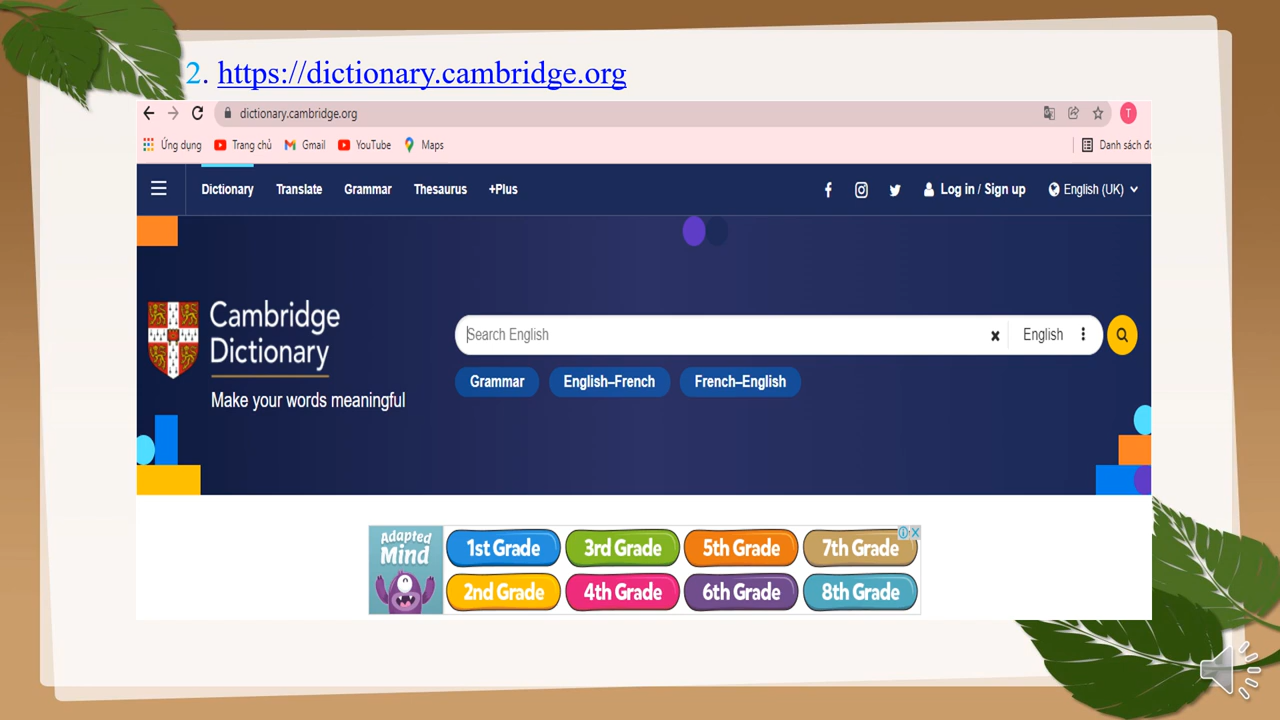 2. https://dictionary.cambridge.org
dictionary.cambridge.org
T
Ứng dụng Trang chủ Gmail YouTube Maps Danh sách
Dictionary Translate Grammar Thesaurus +Plus Log in / Sign up English (UK)
Cambridge
Dictionary
Make your words meaningful
Search English English
Grammar English–French French–English
Adapted
Mind
1st Grade 3rd Grade 5th Grade 7th Grade
2nd Grade 4th Grade 6th Grade 8th Grade